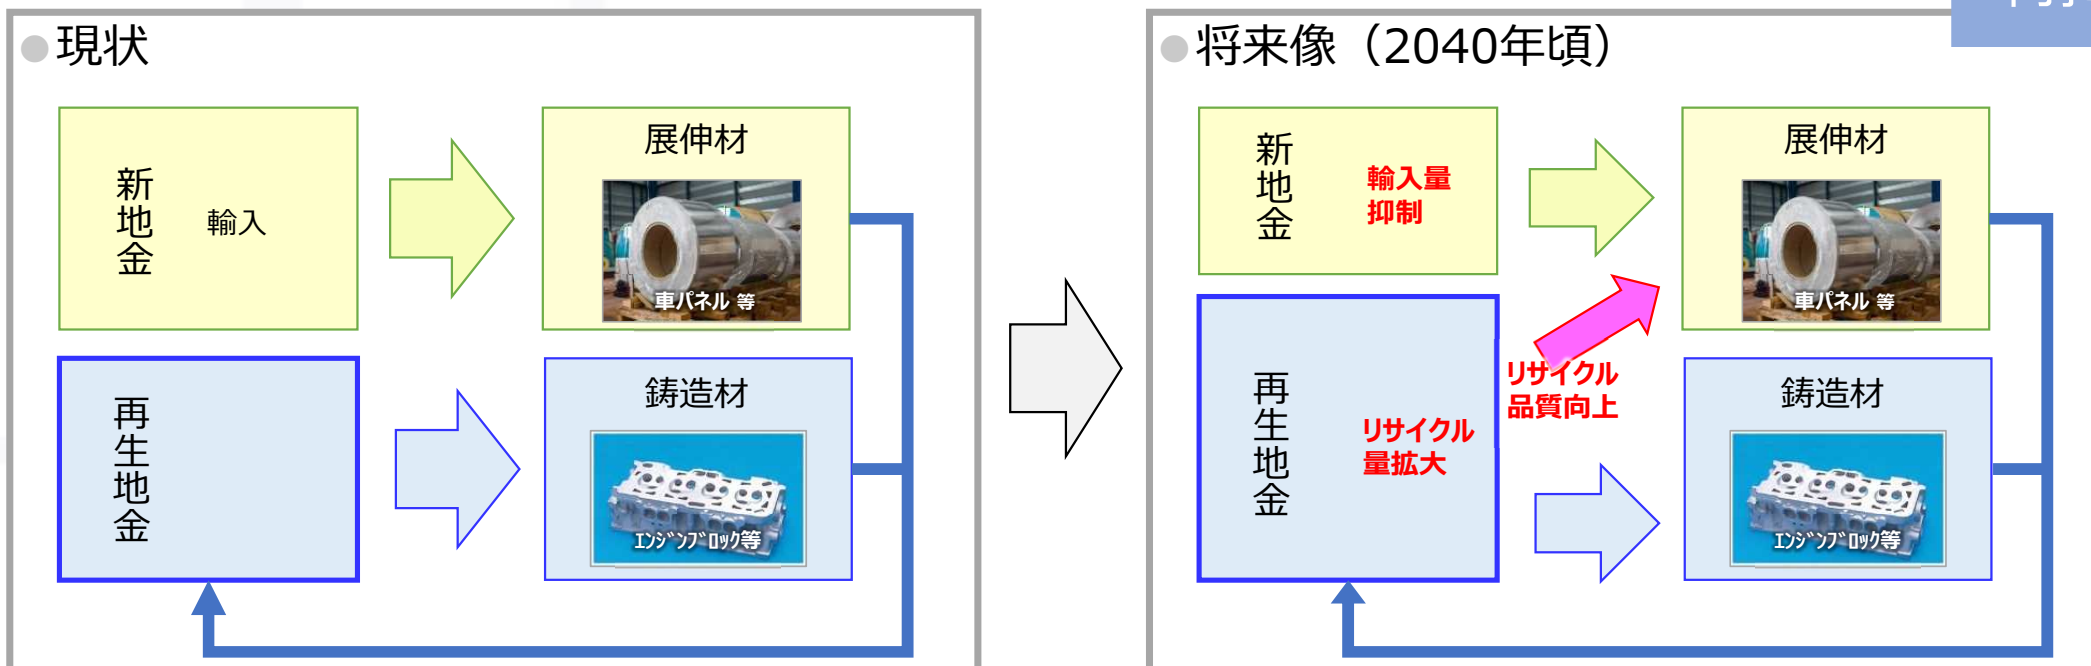 現状
新地金
輸入
展伸材
車パネル 等
再生地金
鋳造材
エンジンブロック等
将来像（2040年頃）
新地金
輸入量
抑制
展伸材
車パネル 等
リサイクル
品質向上
再生地金
リサイクル
量拡大
鋳造材
エンジンブロック等